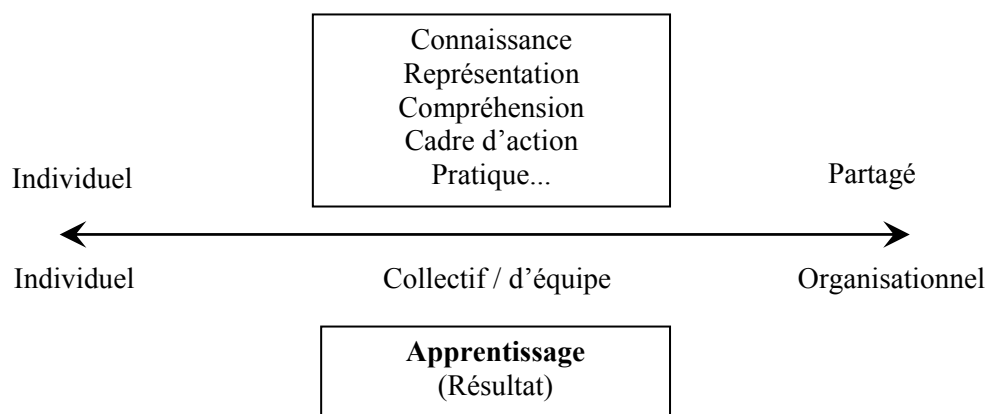 Connaissance
Représentation
Compréhension
Cadre d’action
Pratique...
Individuel
Partagé
Individuel
Collectif / d’équipe
Organisationnel
Apprentissage
(Résultat)